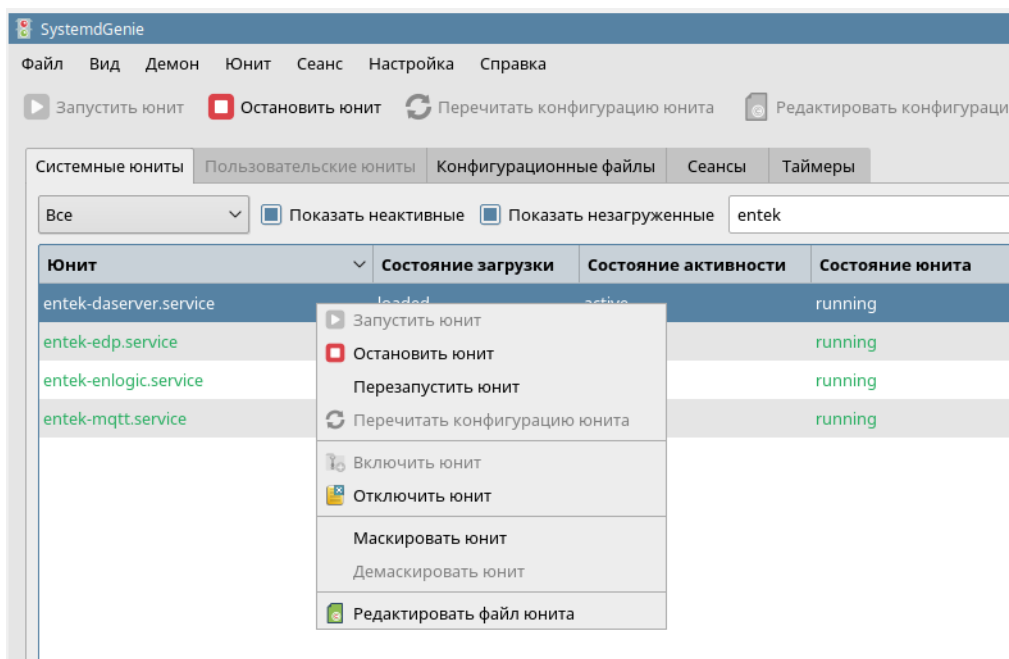 SystemdGenie
Файл Вид Демон Юнит Сеанс Настройка Справка
Запустить юнит Остановить юнит Перечитать конфигурацию юнита Редактировать конфигураци
Системные юниты Пользовательские юниты Конфигурационные файлы Сеансы Таймеры
Все Показать неактивные Показать незагруженные entek
Юнит Состояние загрузки Состояние активности Состояние юнита
entek-daserver.service loaded active running
Запустить юнит
entek-edp.service running
Остановить юнит
entek-enlogic.service running
Перезапустить юнит
entek-mqtt.service running
Перечитать конфигурацию юнита
Включить юнит
Отключить юнит
Маскировать юнит
Демаскировать юнит
Редактировать файл юнита